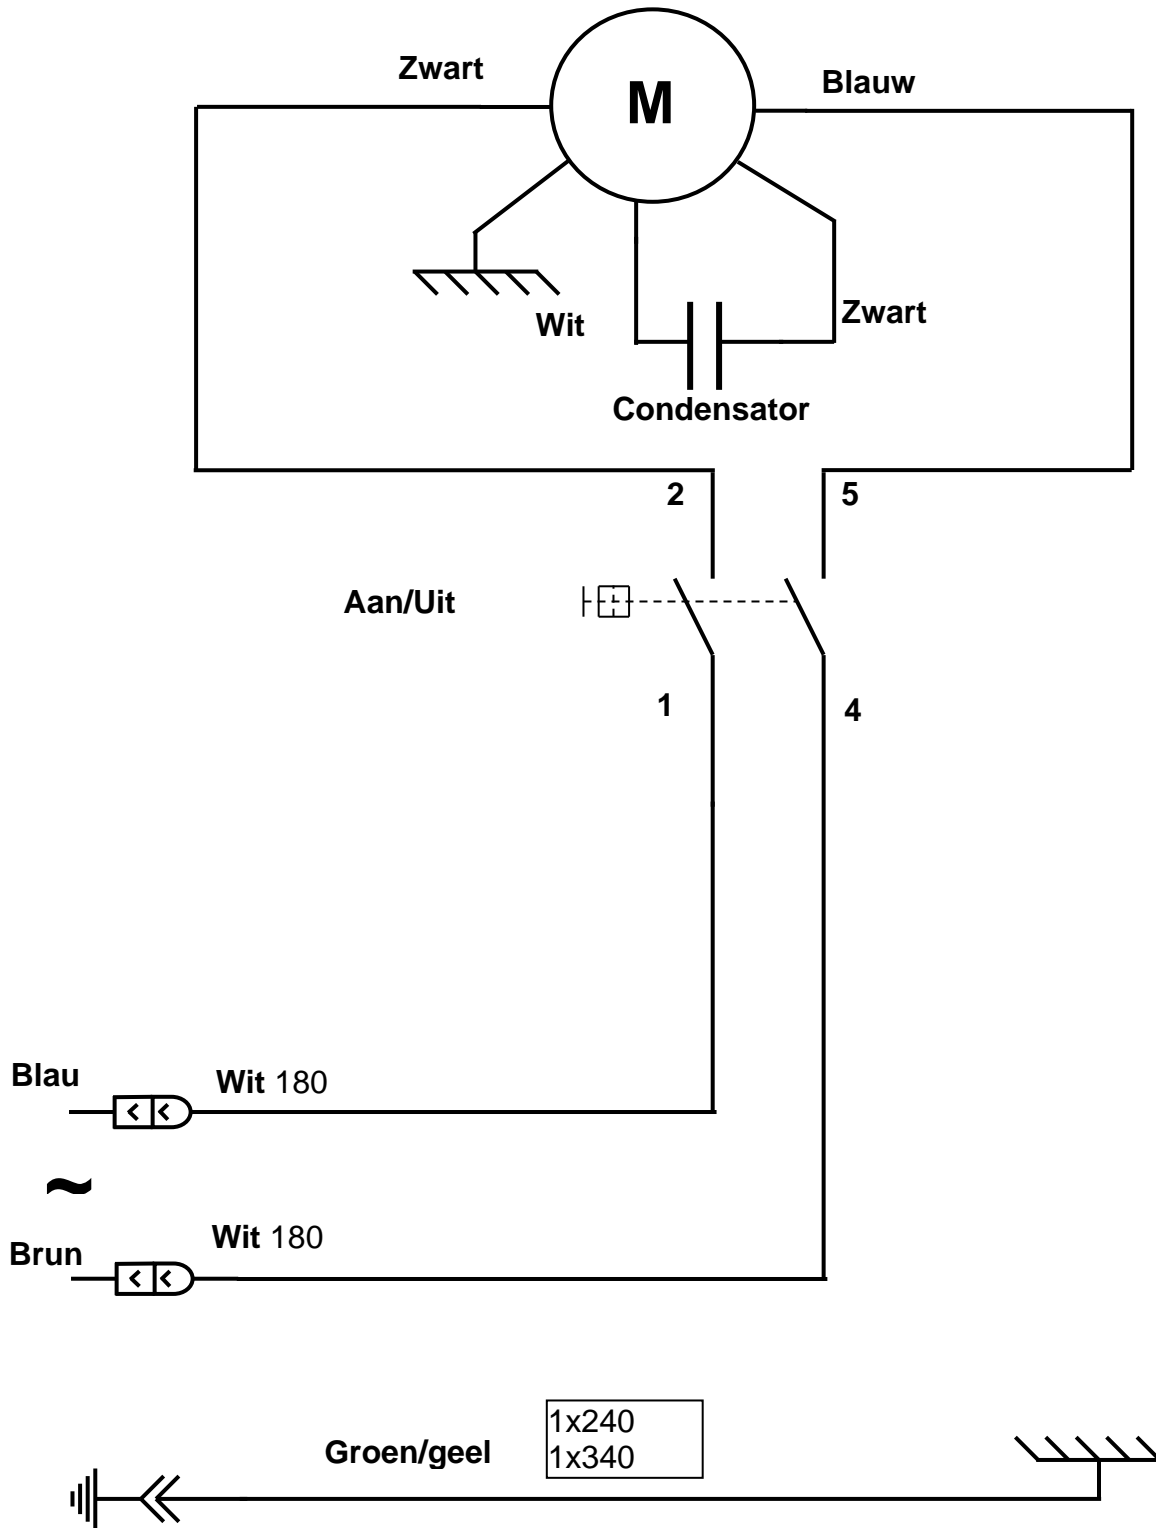 Zwart
M
Blauw
Wit
Zwart
Condensator
2
5
Aan/Uit
1
4
Blau
Wit 180
~
Brun
Wit 180
Groen/geel
1x240
1x340